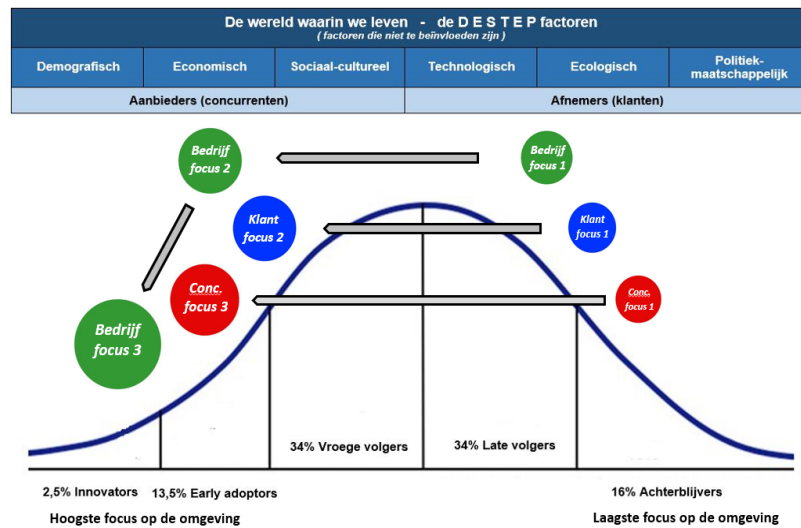 De wereld waarin we leven - de D E S T E P factoren
( factoren die niet te beïnvloeden zijn )
Demografisch Economisch Sociaal-cultureel Technologisch Ecologisch Politiek-
maatschappelijk
Aanbieders (concurrenten) Afnemers (klanten)
Bedrijf
focus 2
Bedrijf
focus 1
Klant
focus 2
Klant
focus 1
Conc.
focus 3
Conc.
focus 1
Bedrijf
focus 3
34% Vroege volgers 34% Late volgers
2,5% Innovators 13,5% Early adoptors 16% Achterblijvers
Hoogste focus op de omgeving Laagste focus op de omgeving